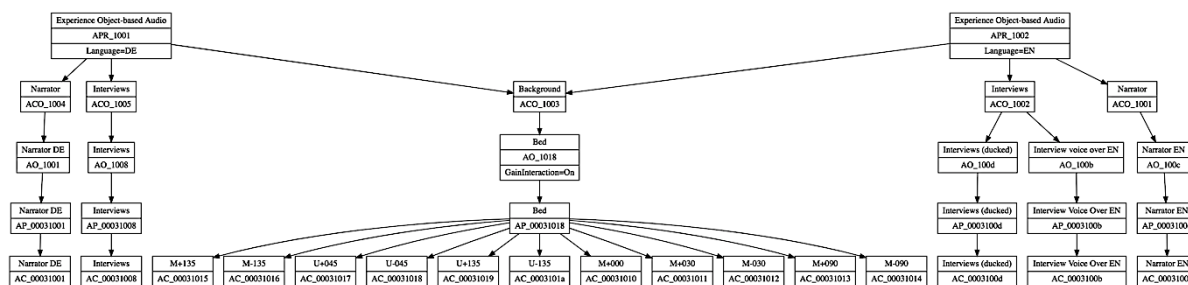 Experience Object-based Audio
APR_1001
Language=DE
Experience Object-based Audio
APR_1002
Language=EN
Narrator
ACO_1004
Interviews
ACO_1005
Background
ACO_1003
Interviews
ACO_1002
Narrator
ACO_1001
Narrator DE
AO_1001
Interviews
AO_1008
Bed
AO_1018
GainInteraction=On
Interviews (ducked)
AO_100d
Interview voice over EN
AO_100b
Narrator EN
AO_100c
Narrator DE
AP_00031001
Interviews
AP_00031008
Bed
AP_00031018
Interviews (ducked)
AP_0003100d
Interview Voice Over EN
AP_0003100b
Narrator EN
Narrator DE
AC_00031001
Interviews
AC_00031008
M+135
AC_00031015
M-135
AC_00031016
U+045
AC_00031017
U-045
AC_00031018
U+135
AC_00031019
U-135
AC_0003101a
M+000
AC_00031010
M+030
AC_00031011
M-030
AC_00031012
M+090
AC_00031013
M-090
AC_00031014
Interviews (ducked)
AC_0003100d
Interview Voice Over EN
AC_0003100b
Narrator EN